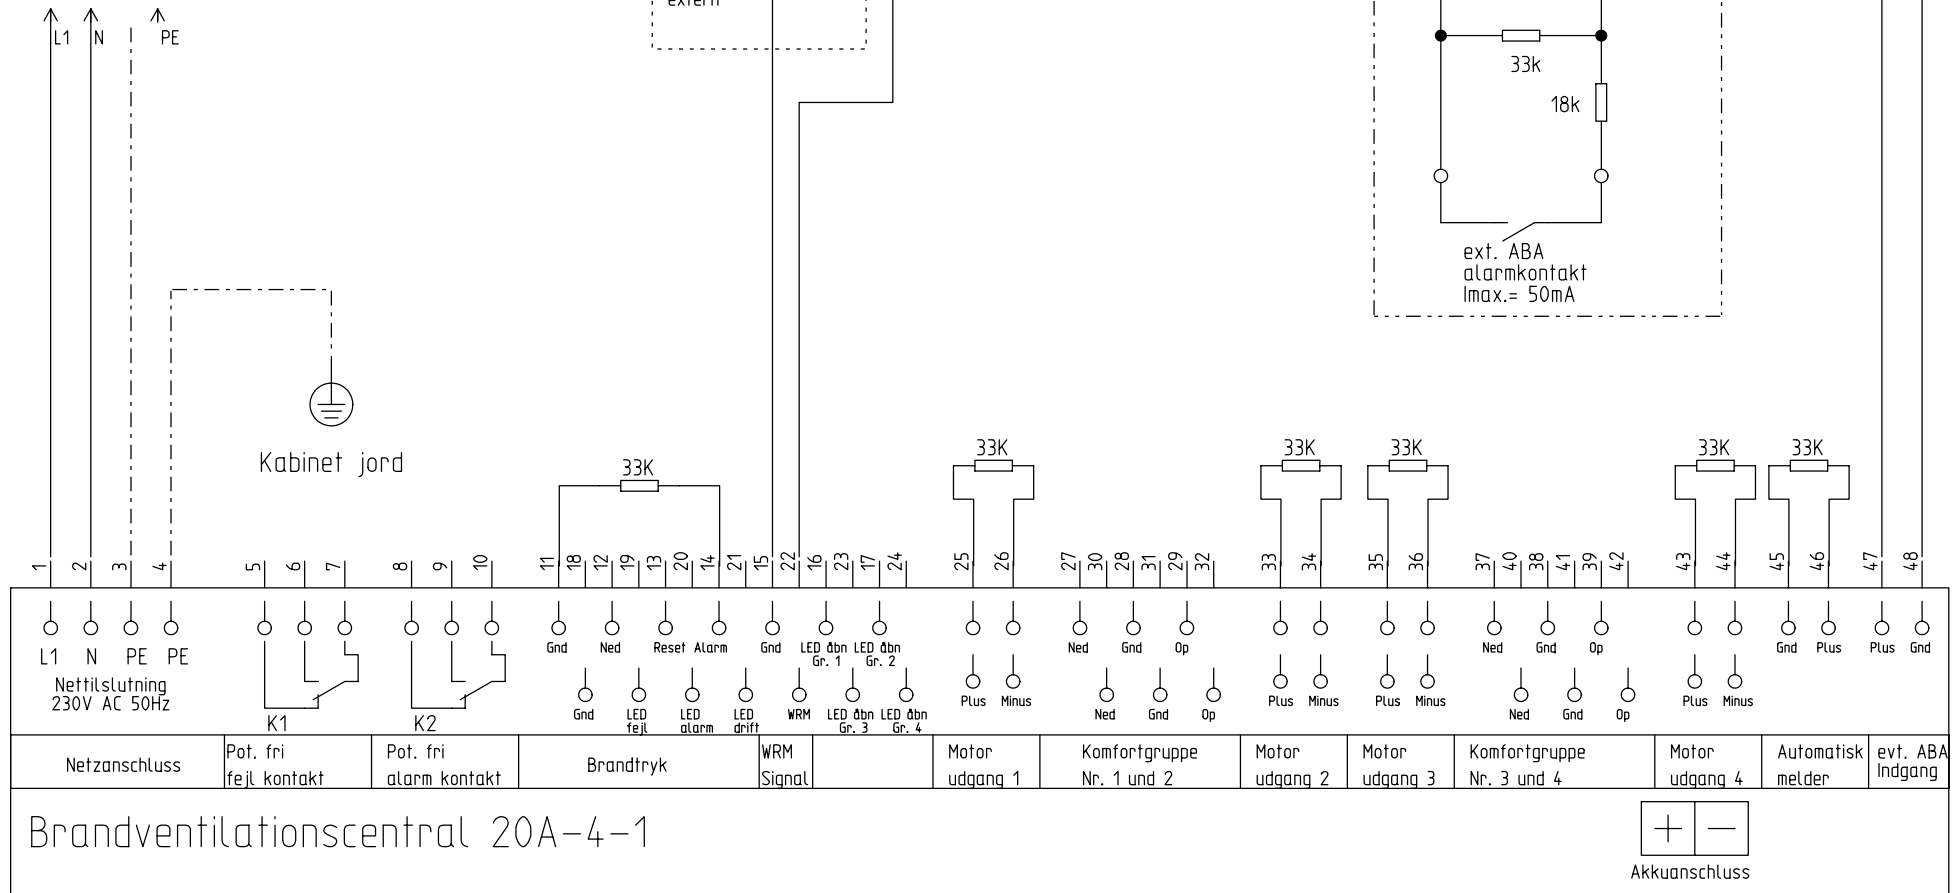 extern
L1 N PE
33k
18k
ext. ABA
alarmkontakt
Imax.= 50mA
Kabinet jord
33K
33K
33K
33K
33K
33K
1 2 3 4 5 6 7 8 9 10 11 18 12 19 13 20 14 21 15 22 16 23 17 24 25 26 27 30 28 31 29 32 33 34 35 36 37 40 38 41 39 42 43 44 45 46 47 48
L1 N PE PE
Nettilslutning
230V AC 50Hz
K1
K2
Gnd Ned Reset Alarm Gnd LED åbn Gr. 1 LED åbn Gr. 2
Gnd LED fejl LED alarm LED drift WRM LED åbn Gr. 3 LED åbn Gr. 4
Plus Minus
Ned Gnd Op
Ned Gnd Op
Plus Minus
Plus Minus
Ned Gnd Op
Ned Gnd Op
Plus Minus
Gnd Plus
Plus Gnd
Netzanschluss
Pot. fri
fejl kontakt
Pot. fri
alarm kontakt
Brandtryk
WRM
Signal
Motor
udgang 1
Komfortgruppe
Nr. 1 und 2
Motor
udgang 2
Motor
udgang 3
Komfortgruppe
Nr. 3 und 4
Motor
udgang 4
Automatisk
melder
evt. ABA
Indgang
Brandventilationscentral 20A-4-1
+ −
Akkuanschluss